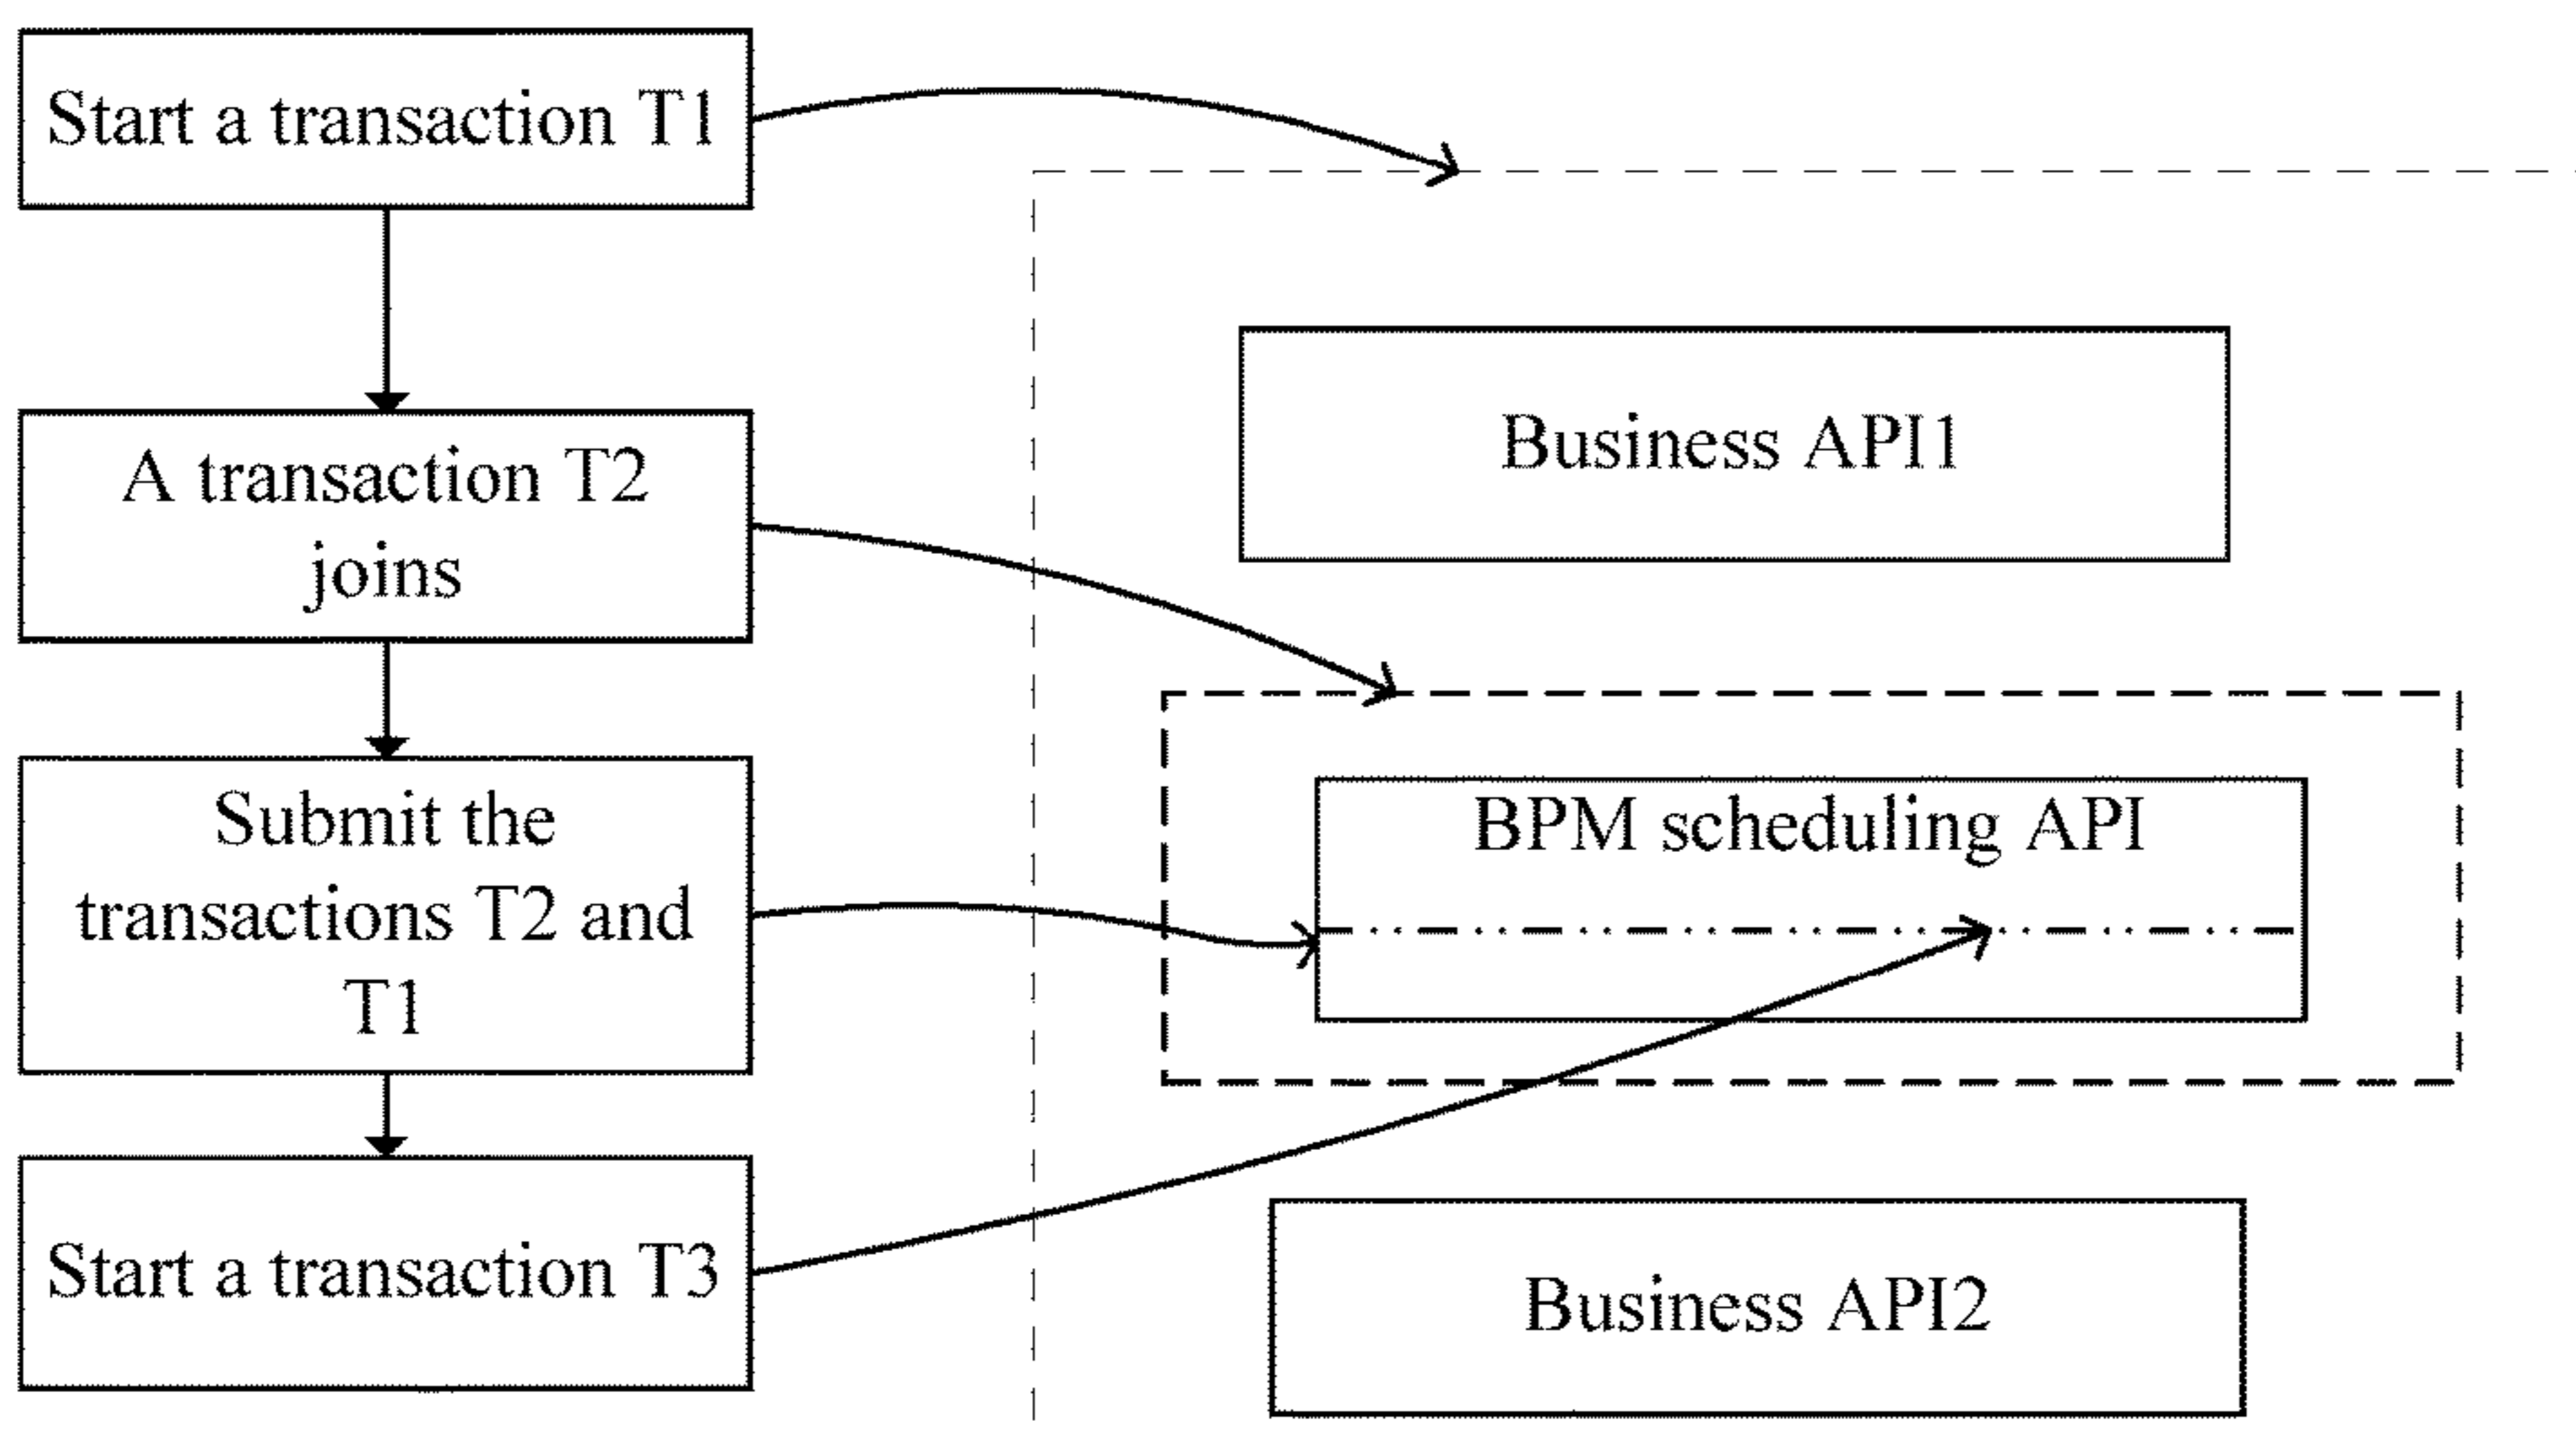 Start a transaction T1
A transaction T2
joins
Submit the
transactions T2 and
T1
Start a transaction T3
Business API1
BPM scheduling API
Business API2